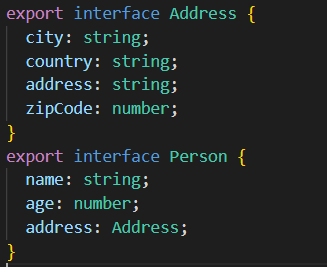 export interface Address {
  city: string;
  country: string;
  address: string;
  zipCode: number;
}
export interface Person {
  name: string;
  age: number;
  address: Address;
}